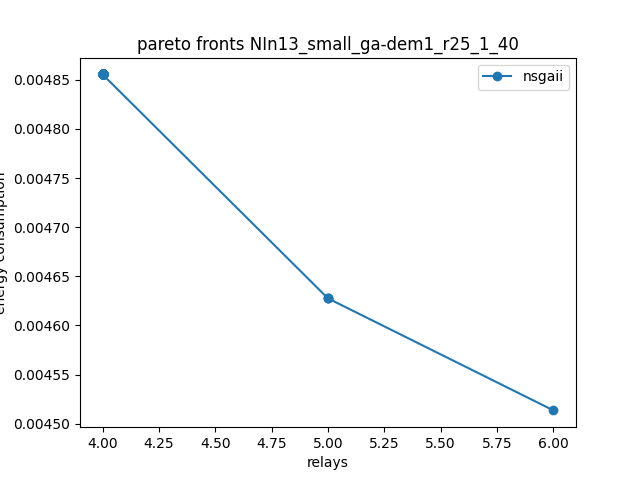 pareto fronts NIn13_small_ga-dem1_r25_1_40
nsgaii
0.00485
0.00480
0.00475
0.00470
0.00465
0.00460
0.00455
0.00450
energy consumption
4.00 4.25 4.50 4.75 5.00 5.25 5.50 5.75 6.00
relays